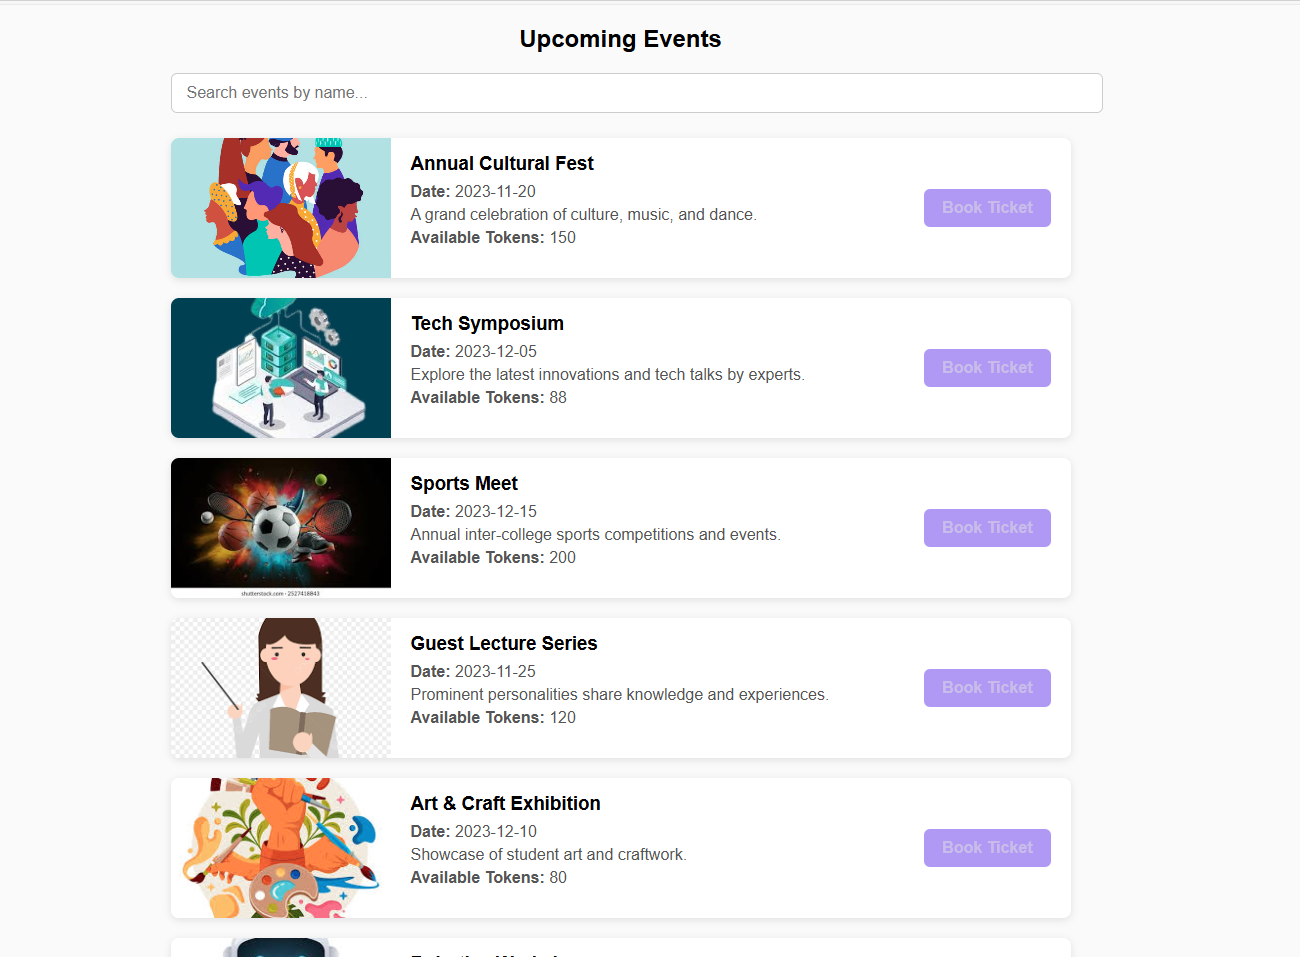 Upcoming Events
Search events by name...
Annual Cultural Fest
Date: 2023-11-20
A grand celebration of culture, music, and dance.
Available Tokens: 150
Book Ticket
Tech Symposium
Date: 2023-12-05
Explore the latest innovations and tech talks by experts.
Available Tokens: 88
Book Ticket
Sports Meet
Date: 2023-12-15
Annual inter-college sports competitions and events.
Available Tokens: 200
Book Ticket
shutterstock.com · 2527418843
Guest Lecture Series
Date: 2023-11-25
Prominent personalities share knowledge and experiences.
Available Tokens: 120
Book Ticket
Art & Craft Exhibition
Date: 2023-12-10
Showcase of student art and craftwork.
Available Tokens: 80
Book Ticket